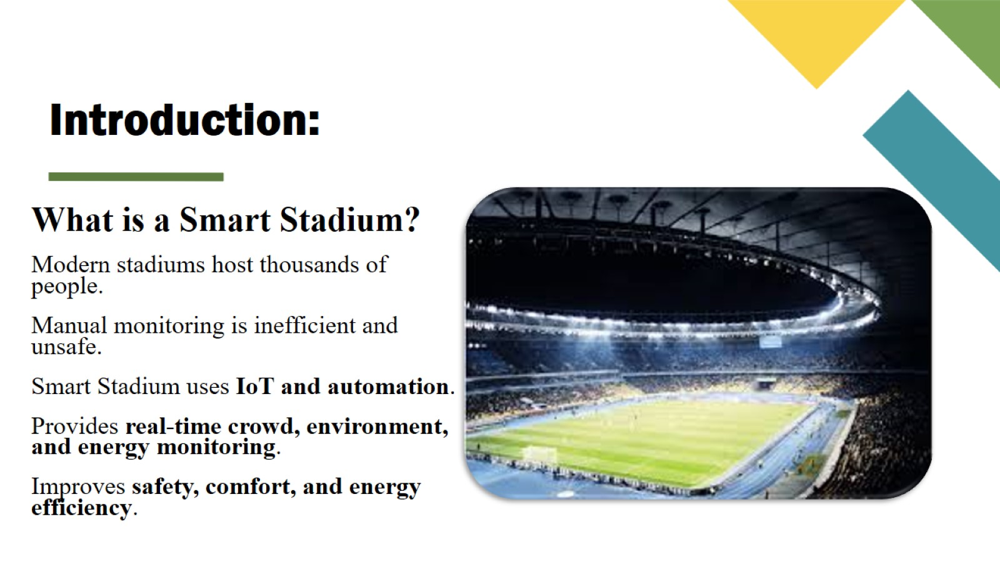 Introduction:
What is a Smart Stadium?
Modern stadiums host thousands of
people.
Manual monitoring is inefficient and
unsafe.
Smart Stadium uses IoT and automation.
Provides real-time crowd, environment,
and energy monitoring.
Improves safety, comfort, and energy
efficiency.